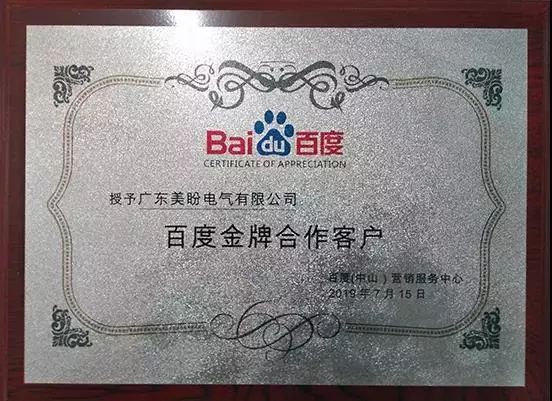 Bai du 百度
CERTIFICATE OF APPRECIATION
授予广东美盼电气有限公司
百度金牌合作客户
百度(中山）营销服务中心
2019年7月15日